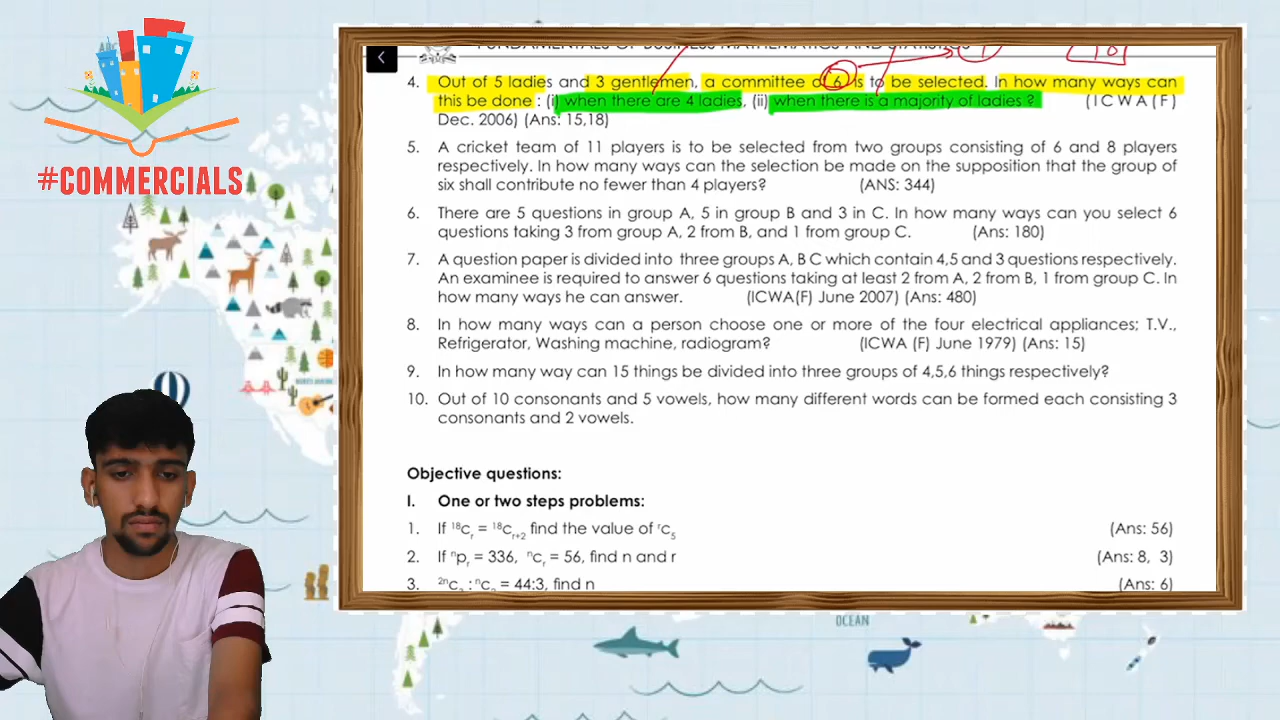 #COMMERCIALS
FUNDAMENTALS OF BUSINESS MATHEMATICS AND
4. Out of 5 ladies and 3 gentlemen, a committee of 6 is to be selected. In how many ways can
this be done : (i) when there are 4 ladies, (ii) when there is a majority of ladies ? (I C W A ( F )
Dec. 2006) (Ans: 15,18)
5. A cricket team of 11 players is to be selected from two groups consisting of 6 and 8 players
respectively. In how many ways can the selection be made on the supposition that the group of
six shall contribute no fewer than 4 players? (ANS: 344)
6. There are 5 questions in group A, 5 in group B and 3 in C. In how many ways can you select 6
questions taking 3 from group A, 2 from B, and 1 from group C. (Ans: 180)
7. A question paper is divided into three groups A, B C which contain 4,5 and 3 questions respectively.
An examinee is required to answer 6 questions taking at least 2 from A, 2 from B, 1 from group C. In
how many ways he can answer. (ICWA(F) June 2007) (Ans: 480)
8. In how many ways can a person choose one or more of the four electrical appliances; T.V.,
Refrigerator, Washing machine, radiogram? (ICWA (F) June 1979) (Ans: 15)
9. In how many way can 15 things be divided into three groups of 4,5,6 things respectively?
10. Out of 10 consonants and 5 vowels, how many different words can be formed each consisting 3
consonants and 2 vowels.
Objective questions:
I. One or two steps problems:
1. If ¹⁸cᵣ = ¹⁸cᵣ₊₂ find the value of ʳc₅ (Ans: 56)
2. If ⁿpᵣ = 336, ⁿcᵣ = 56, find n and r (Ans: 8, 3)
3. = 44:3, find n (Ans: 6)
OCEAN